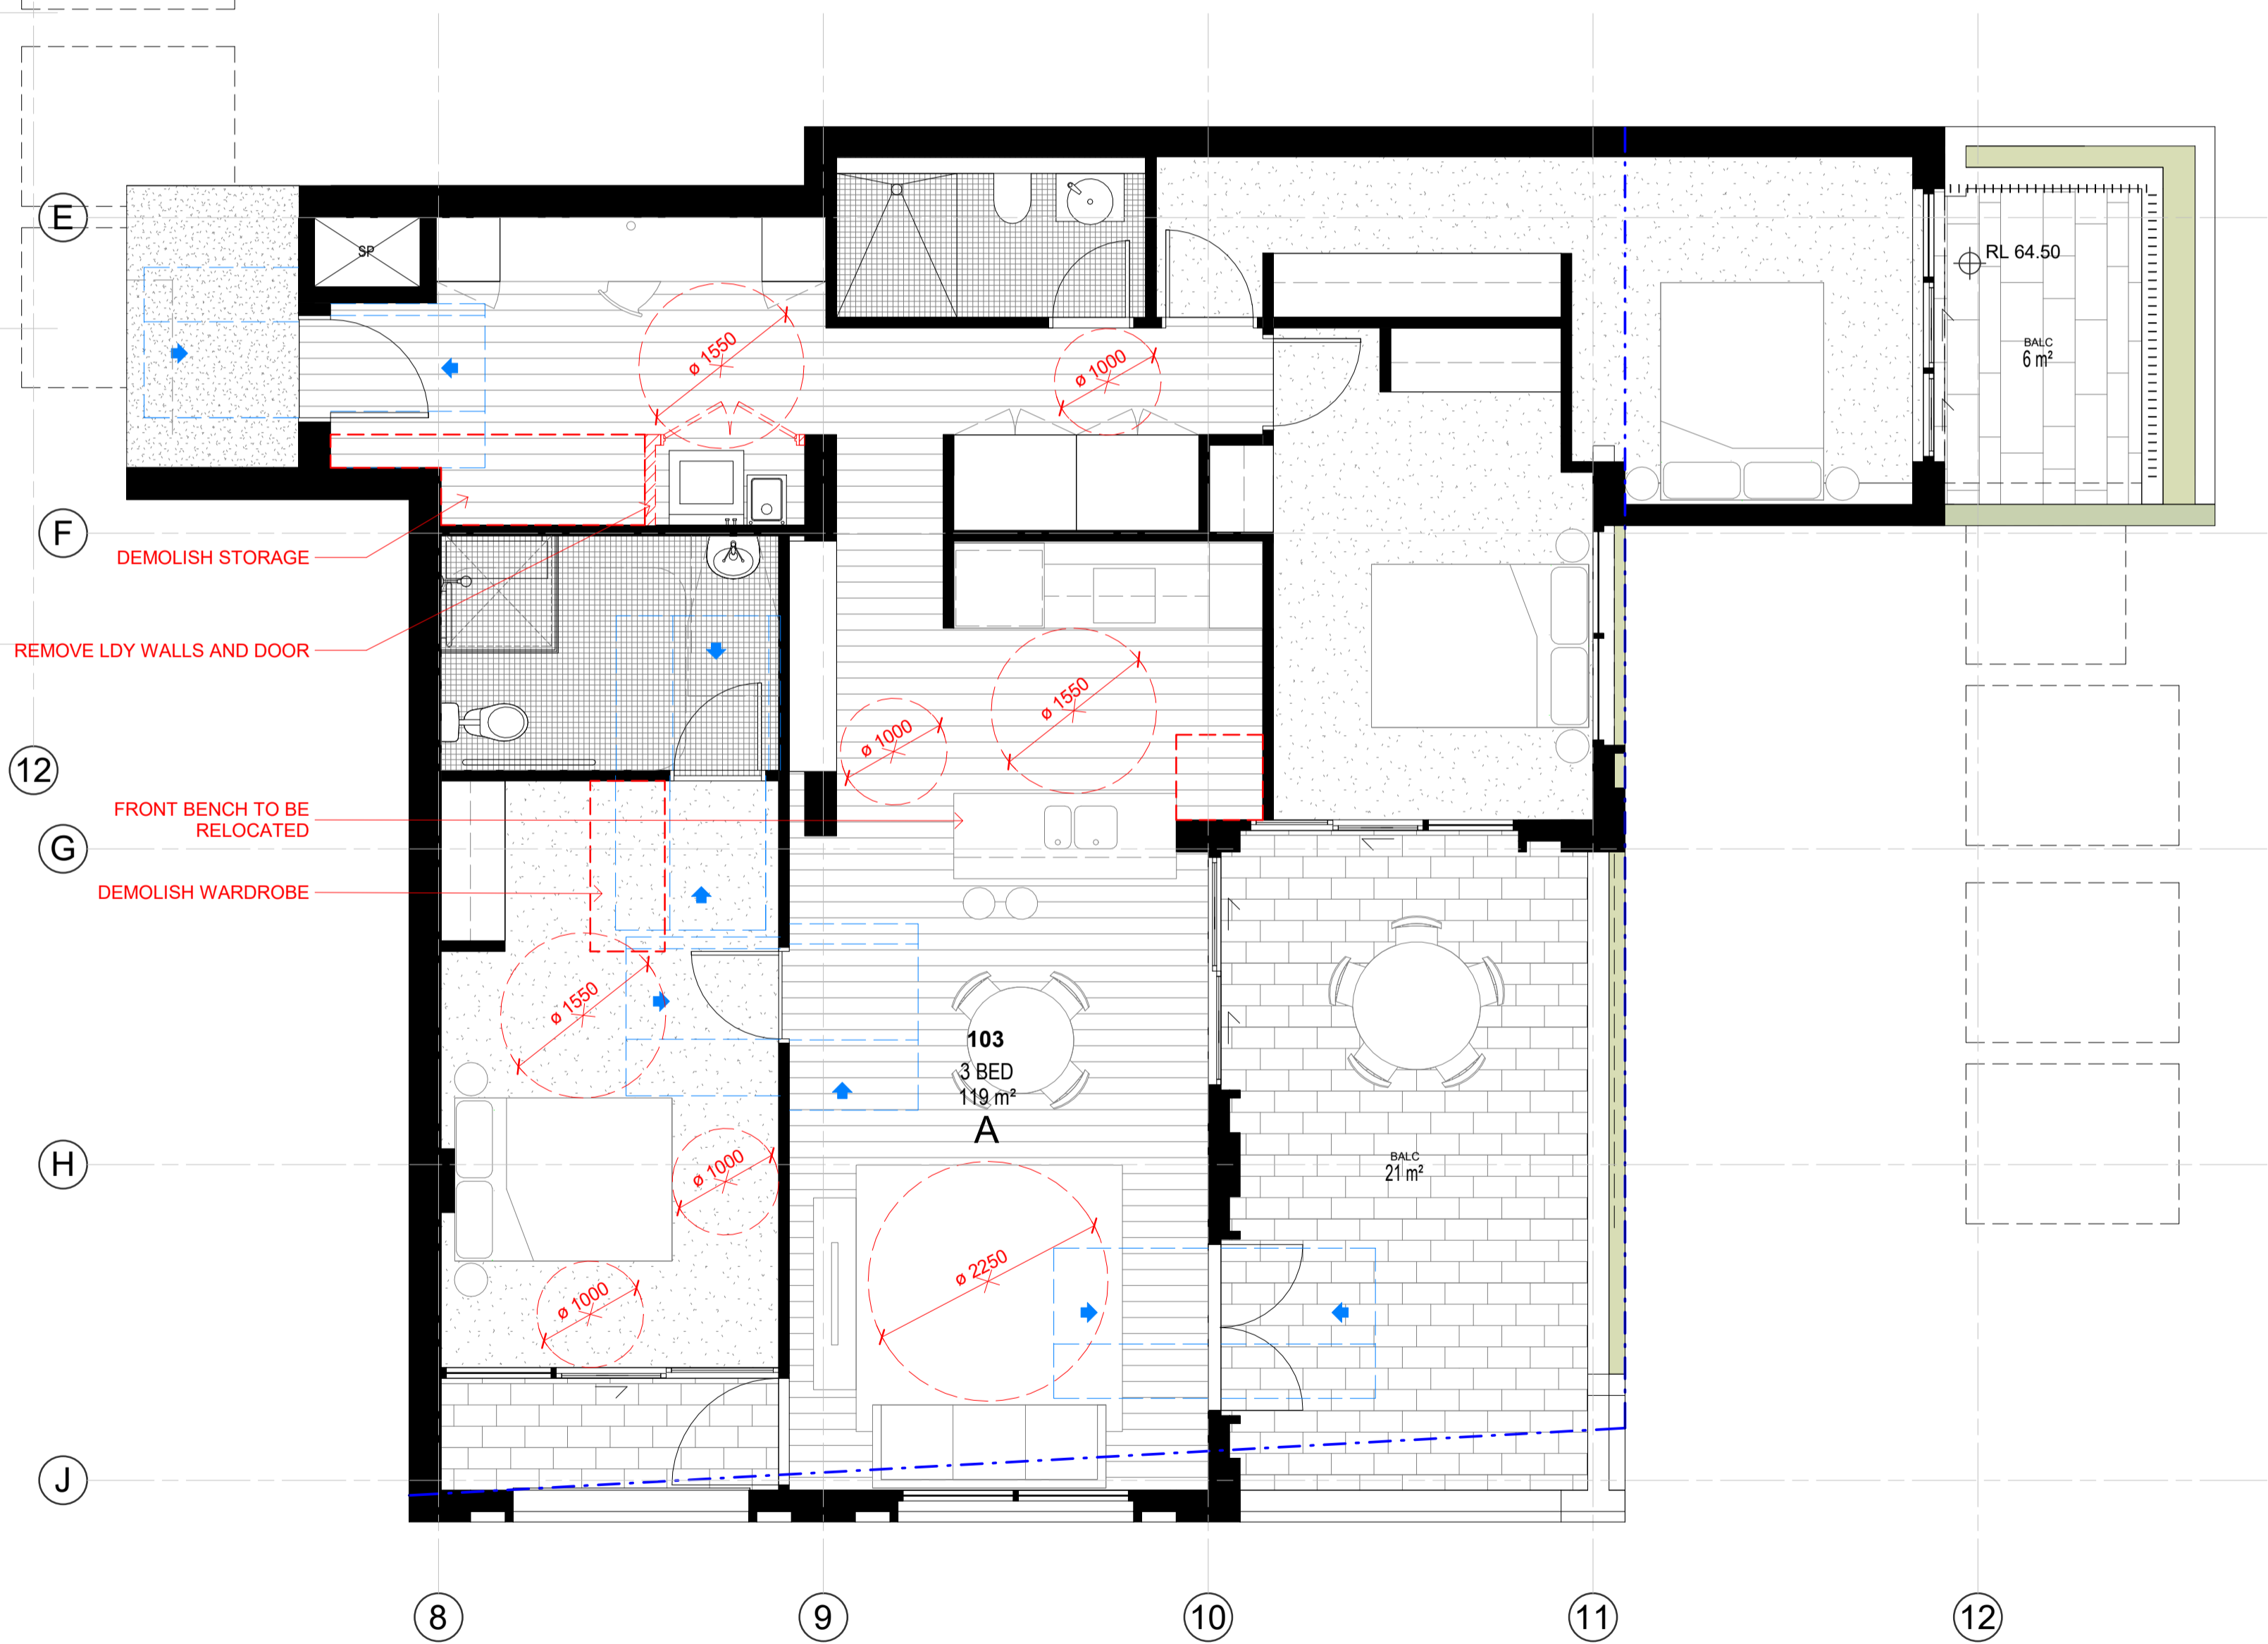 E
SP
RL 64.50
BALC
6 m²
ø 1550
ø 1000
F
DEMOLISH STORAGE
REMOVE LDY WALLS AND DOOR
ø 1550
ø 1000
12
FRONT BENCH TO BE
RELOCATED
G
DEMOLISH WARDROBE
ø 1550
103
3 BED
119 m²
A
H
ø 1000
BALC
21 m²
ø 2250
ø 1000
J
8
9
10
11
12